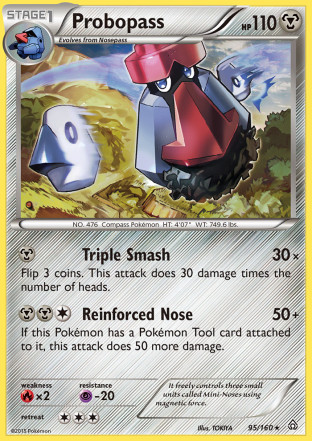 STAGE1 Probopass HP110
Evolves from Nosepass
NO. 476 Compass Pokémon HT: 4'07" WT: 749.6 lbs.
Triple Smash 30×
Flip 3 coins. This attack does 30 damage times
the number of heads.
Reinforced Nose 50+
If this Pokémon has a Pokémon Tool card attached
to it, this attack does 50 more damage.
weakness resistance
×2 -20
retreat
It freely controls three small
units called Mini-Noses using
magnetic force.
©2015 Pokémon Illus. TOKIYA 95/160 ★